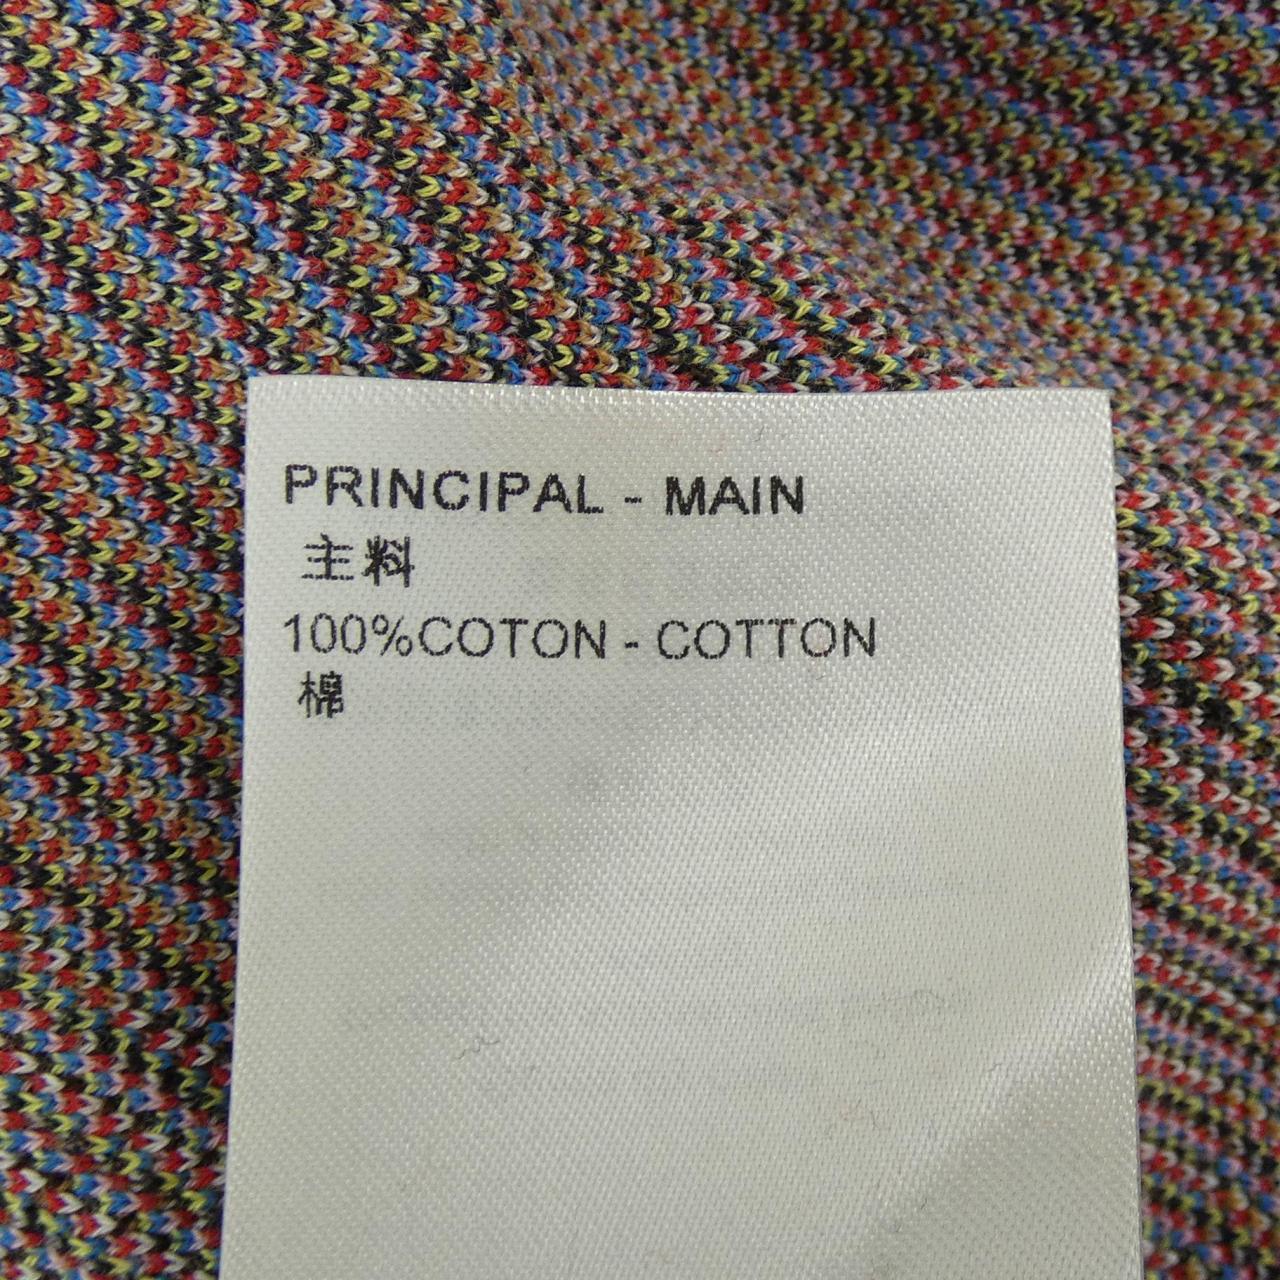 PRINCIPAL - MAIN
主料
100%COTON - COTTON
棉